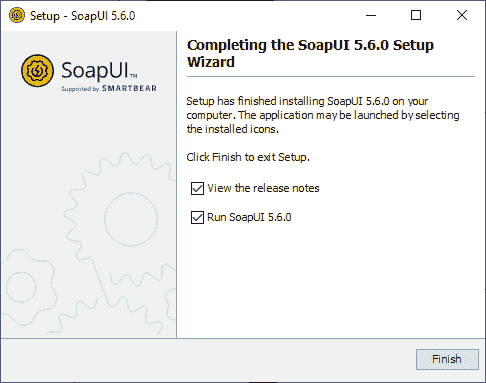 Setup - SoapUI 5.6.0
SoapUI™
Supported by SMARTBEAR
Completing the SoapUI 5.6.0 Setup
Wizard
Setup has finished installing SoapUI 5.6.0 on your
computer. The application may be launched by selecting
the installed icons.
Click Finish to exit Setup.
View the release notes
Run SoapUI 5.6.0
Finish